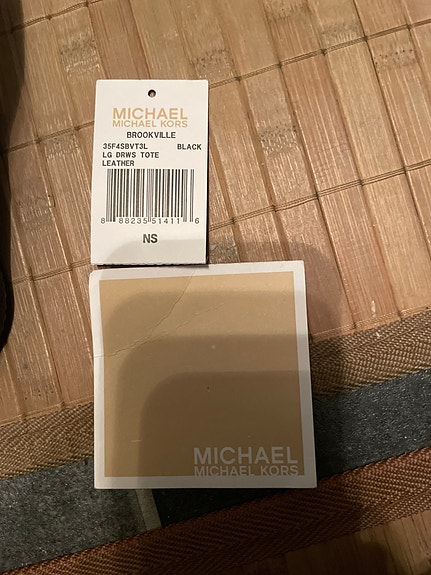 MICHAEL
MICHAEL KORS
BROOKVILLE
35F4SBVT3L BLACK
LG DRWS TOTE
LEATHER
8 88235 51411 6
NS
MICHAEL
MICHAEL KORS